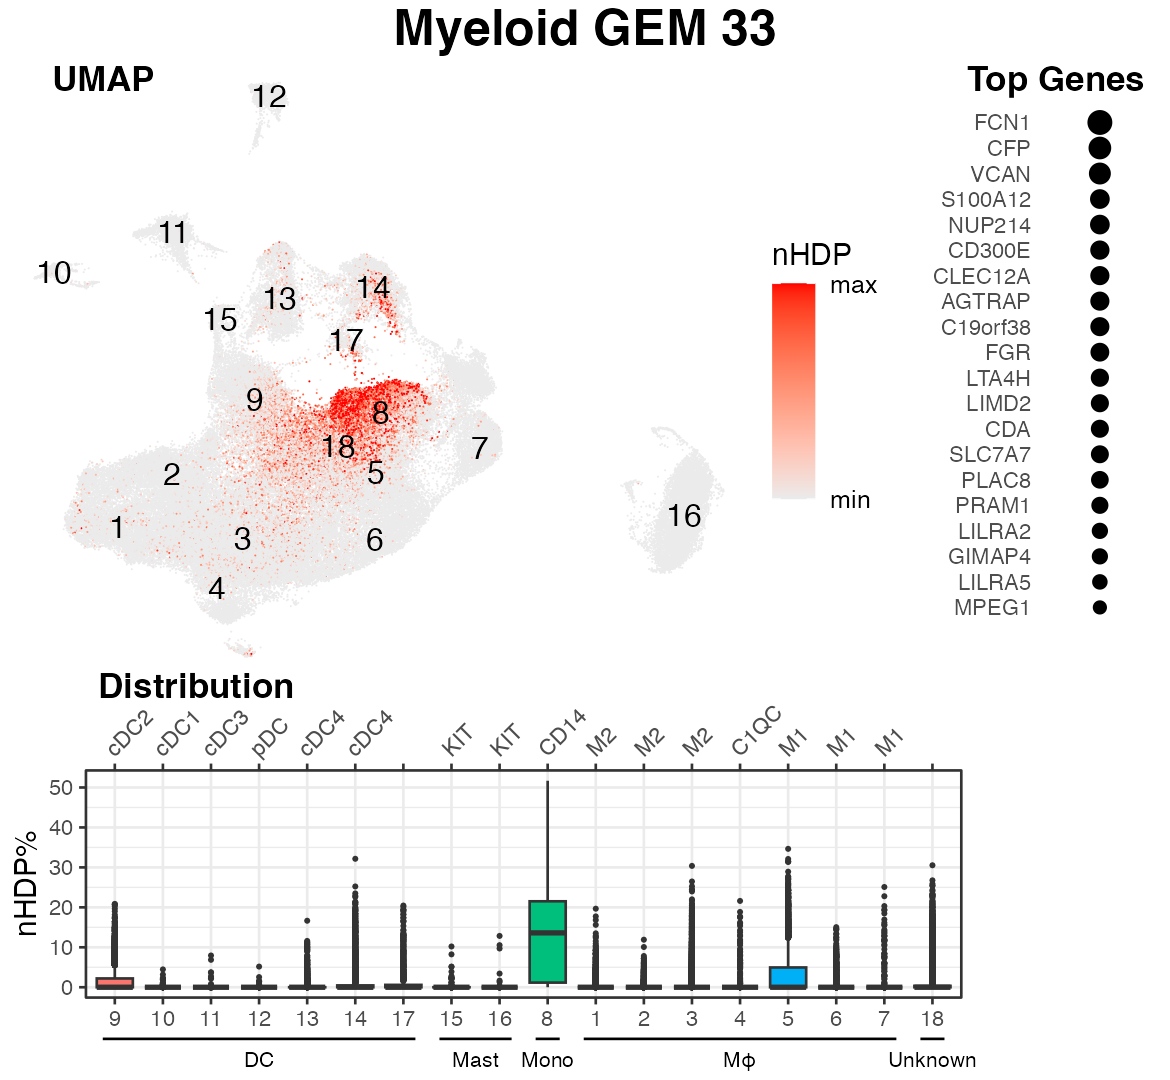 Myeloid GEM 33
UMAP
12
11
10
13
14
15
17
9
8
18
7
2
5
1
3
6
4
16
nHDP
max
min
Top Genes
FCN1
CFP
VCAN
S100A12
NUP214
CD300E
CLEC12A
AGTRAP
C19orf38
FGR
LTA4H
LIMD2
CDA
SLC7A7
PLAC8
PRAM1
LILRA2
GIMAP4
LILRA5
MPEG1
Distribution
cDC2 cDC1 cDC3 pDC cDC4 cDC4 KIT KIT CD14 M2 M2 M2 C1QC M1 M1 M1
nHDP%
50
40
30
20
10
0
9 10 11 12 13 14 17 15 16 8 1 2 3 4 5 6 7 18
DC Mast Mono Mϕ Unknown